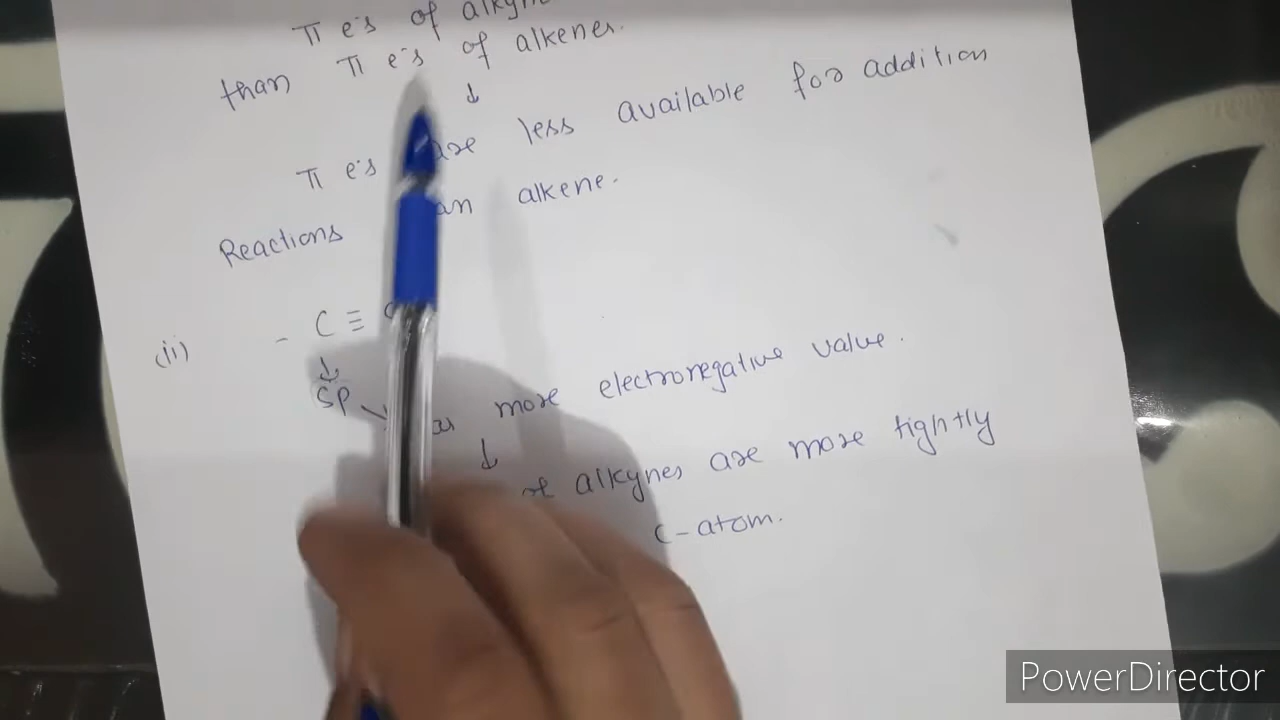 π e⁻s of
than π e⁻s of alkenes.
↓
π e⁻s are less available for addition
Reactions an alkene.
(ii) - C ≡
↓
SP more electronegative value.
↓
of alkynes are more tightly
C-atom.
PowerDirector